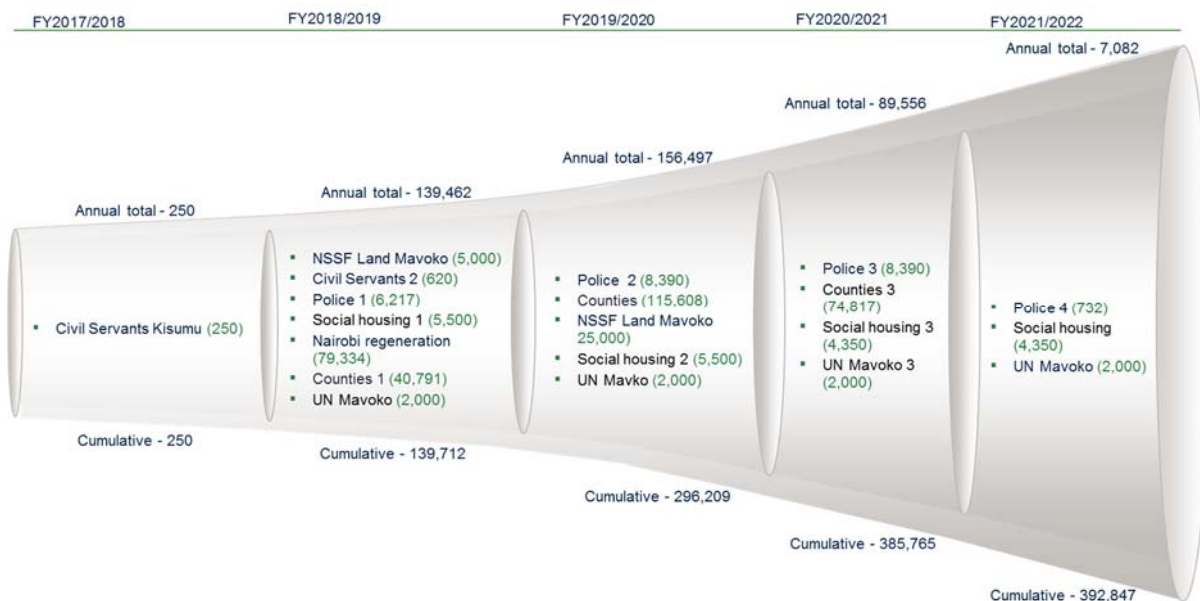 FY2017/2018
FY2018/2019
FY2019/2020
FY2020/2021
FY2021/2022
Annual total - 250
▪ Civil Servants Kisumu (250)
Cumulative - 250
Annual total - 139,462
▪ NSSF Land Mavoko (5,000)
▪ Civil Servants 2 (620)
▪ Police 1 (6,217)
▪ Social housing 1 (5,500)
▪ Nairobi regeneration
(79,334)
▪ Counties 1 (40,791)
▪ UN Mavoko (2,000)
Cumulative - 139,712
Annual total - 156,497
▪ Police 2 (8,390)
▪ Counties (115,608)
▪ NSSF Land Mavoko
25,000)
▪ Social housing 2 (5,500)
▪ UN Mavko (2,000)
Cumulative - 296,209
Annual total - 89,556
▪ Police 3 (8,390)
▪ Counties 3
(74,817)
▪ Social housing 3
(4,350)
▪ UN Mavoko 3
(2,000)
Cumulative - 385,765
Annual total - 7,082
▪ Police 4 (732)
▪ Social housing
(4,350)
▪ UN Mavoko (2,000)
Cumulative - 392,847